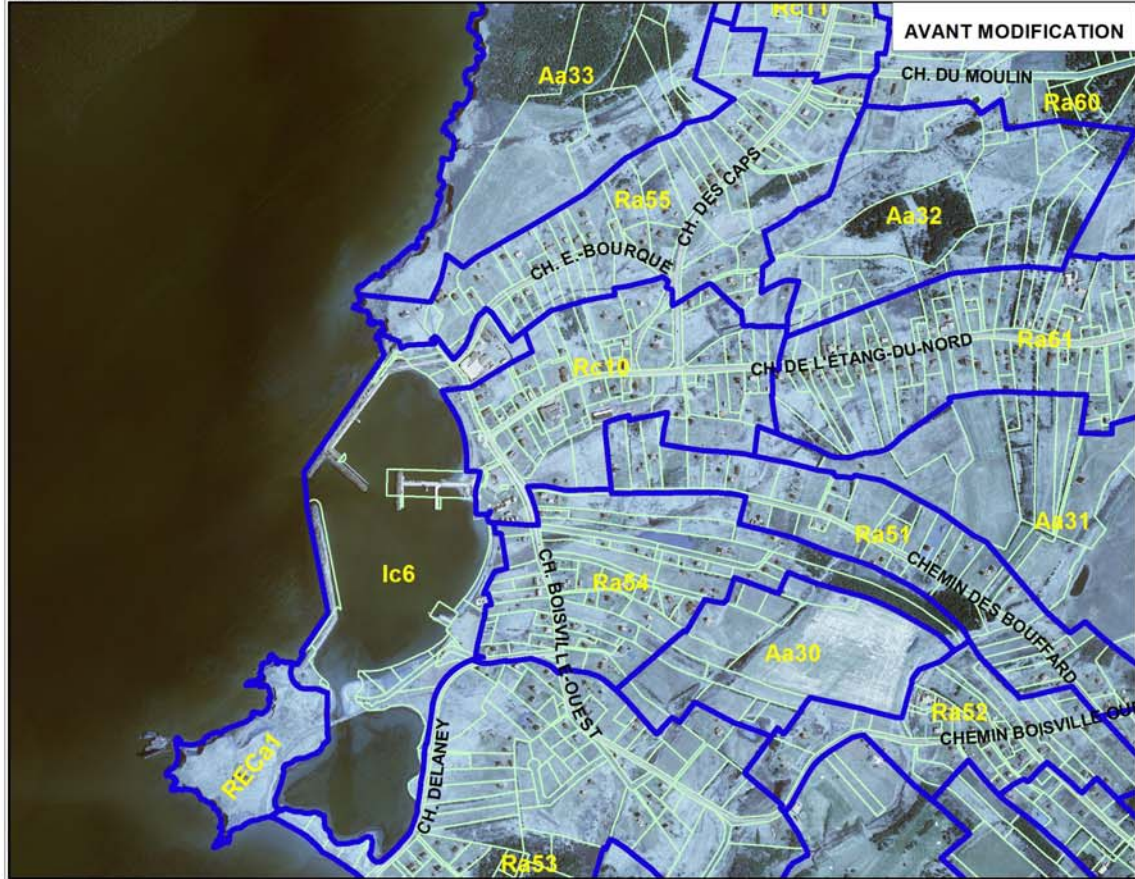 Rc11
AVANT MODIFICATION
Aa33
CH. DU MOULIN
Ra60
Ra55
CH. DES CAPS
Aa32
CH. E.-BOURQUE
Rc10
CH. DE L'ÉTANG-DU-NORD
Ra61
Ra51
Aa31
Ic6
CH. BOISVILLE-OUEST
Ra54
CHEMIN DES BOUFFARD
Aa30
Ra52
CHEMIN BOISVILLE OU
RECa1
CH. DELANEY
Ra53